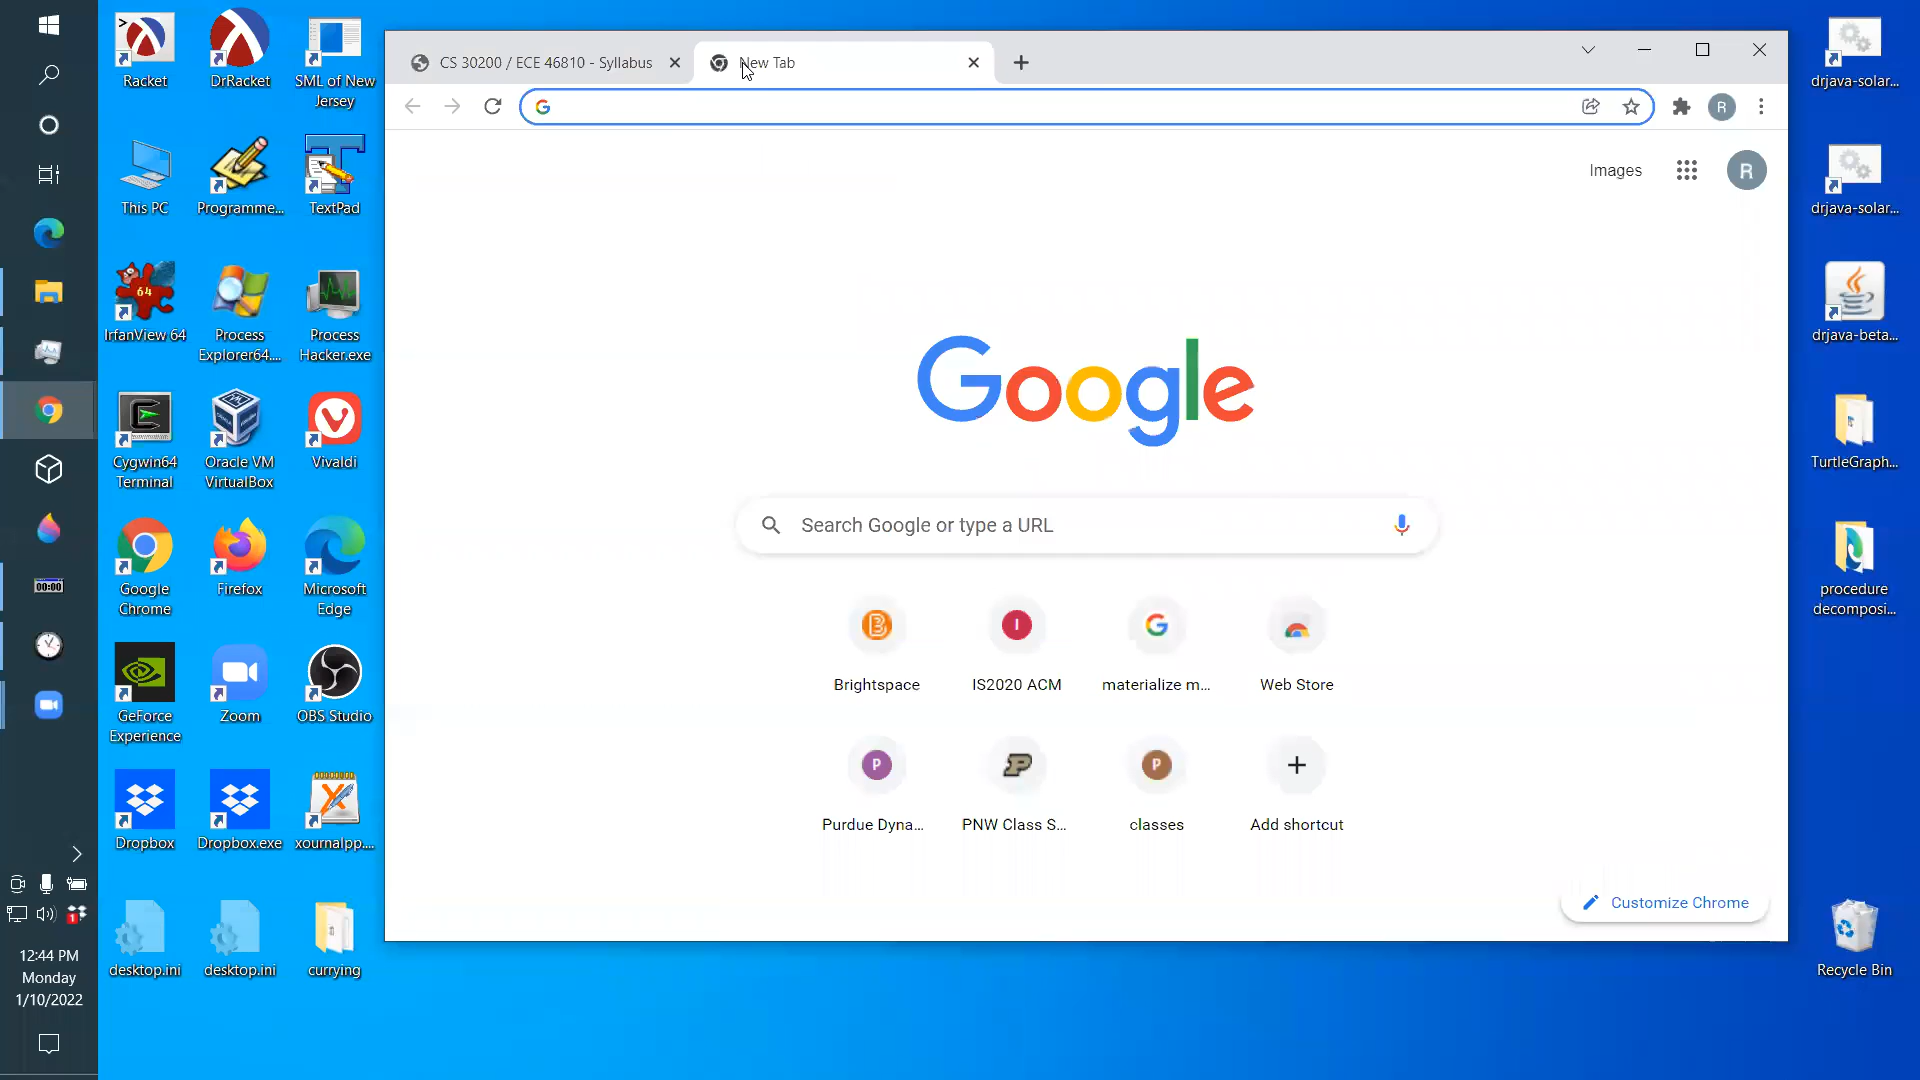 Racket
DrRacket
SML of New
Jersey
This PC
Programme...
TextPad
64
IrfanView 64
Process
Explorer64....
Process
Hacker.exe
Cygwin64
Terminal
Oracle VM
VirtualBox
Vivaldi
Google
Chrome
Firefox
Microsoft
Edge
GeForce
Experience
Zoom
OBS Studio
Dropbox
Dropbox.exe
xournalpp....
desktop.ini
desktop.ini
currying
00:00
1
12:44 PM
Monday
1/10/2022
CS 30200 / ECE 46810 - Syllabus
New Tab
R
Images
R
Google
Search Google or type a URL
Brightspace
I
IS2020 ACM
materialize m...
Web Store
P
Purdue Dyna...
PNW Class S...
P
classes
Add shortcut
Customize Chrome
drjava-solar...
drjava-solar...
drjava-beta...
TurtleGraph...
procedure
decomposi...
Recycle Bin